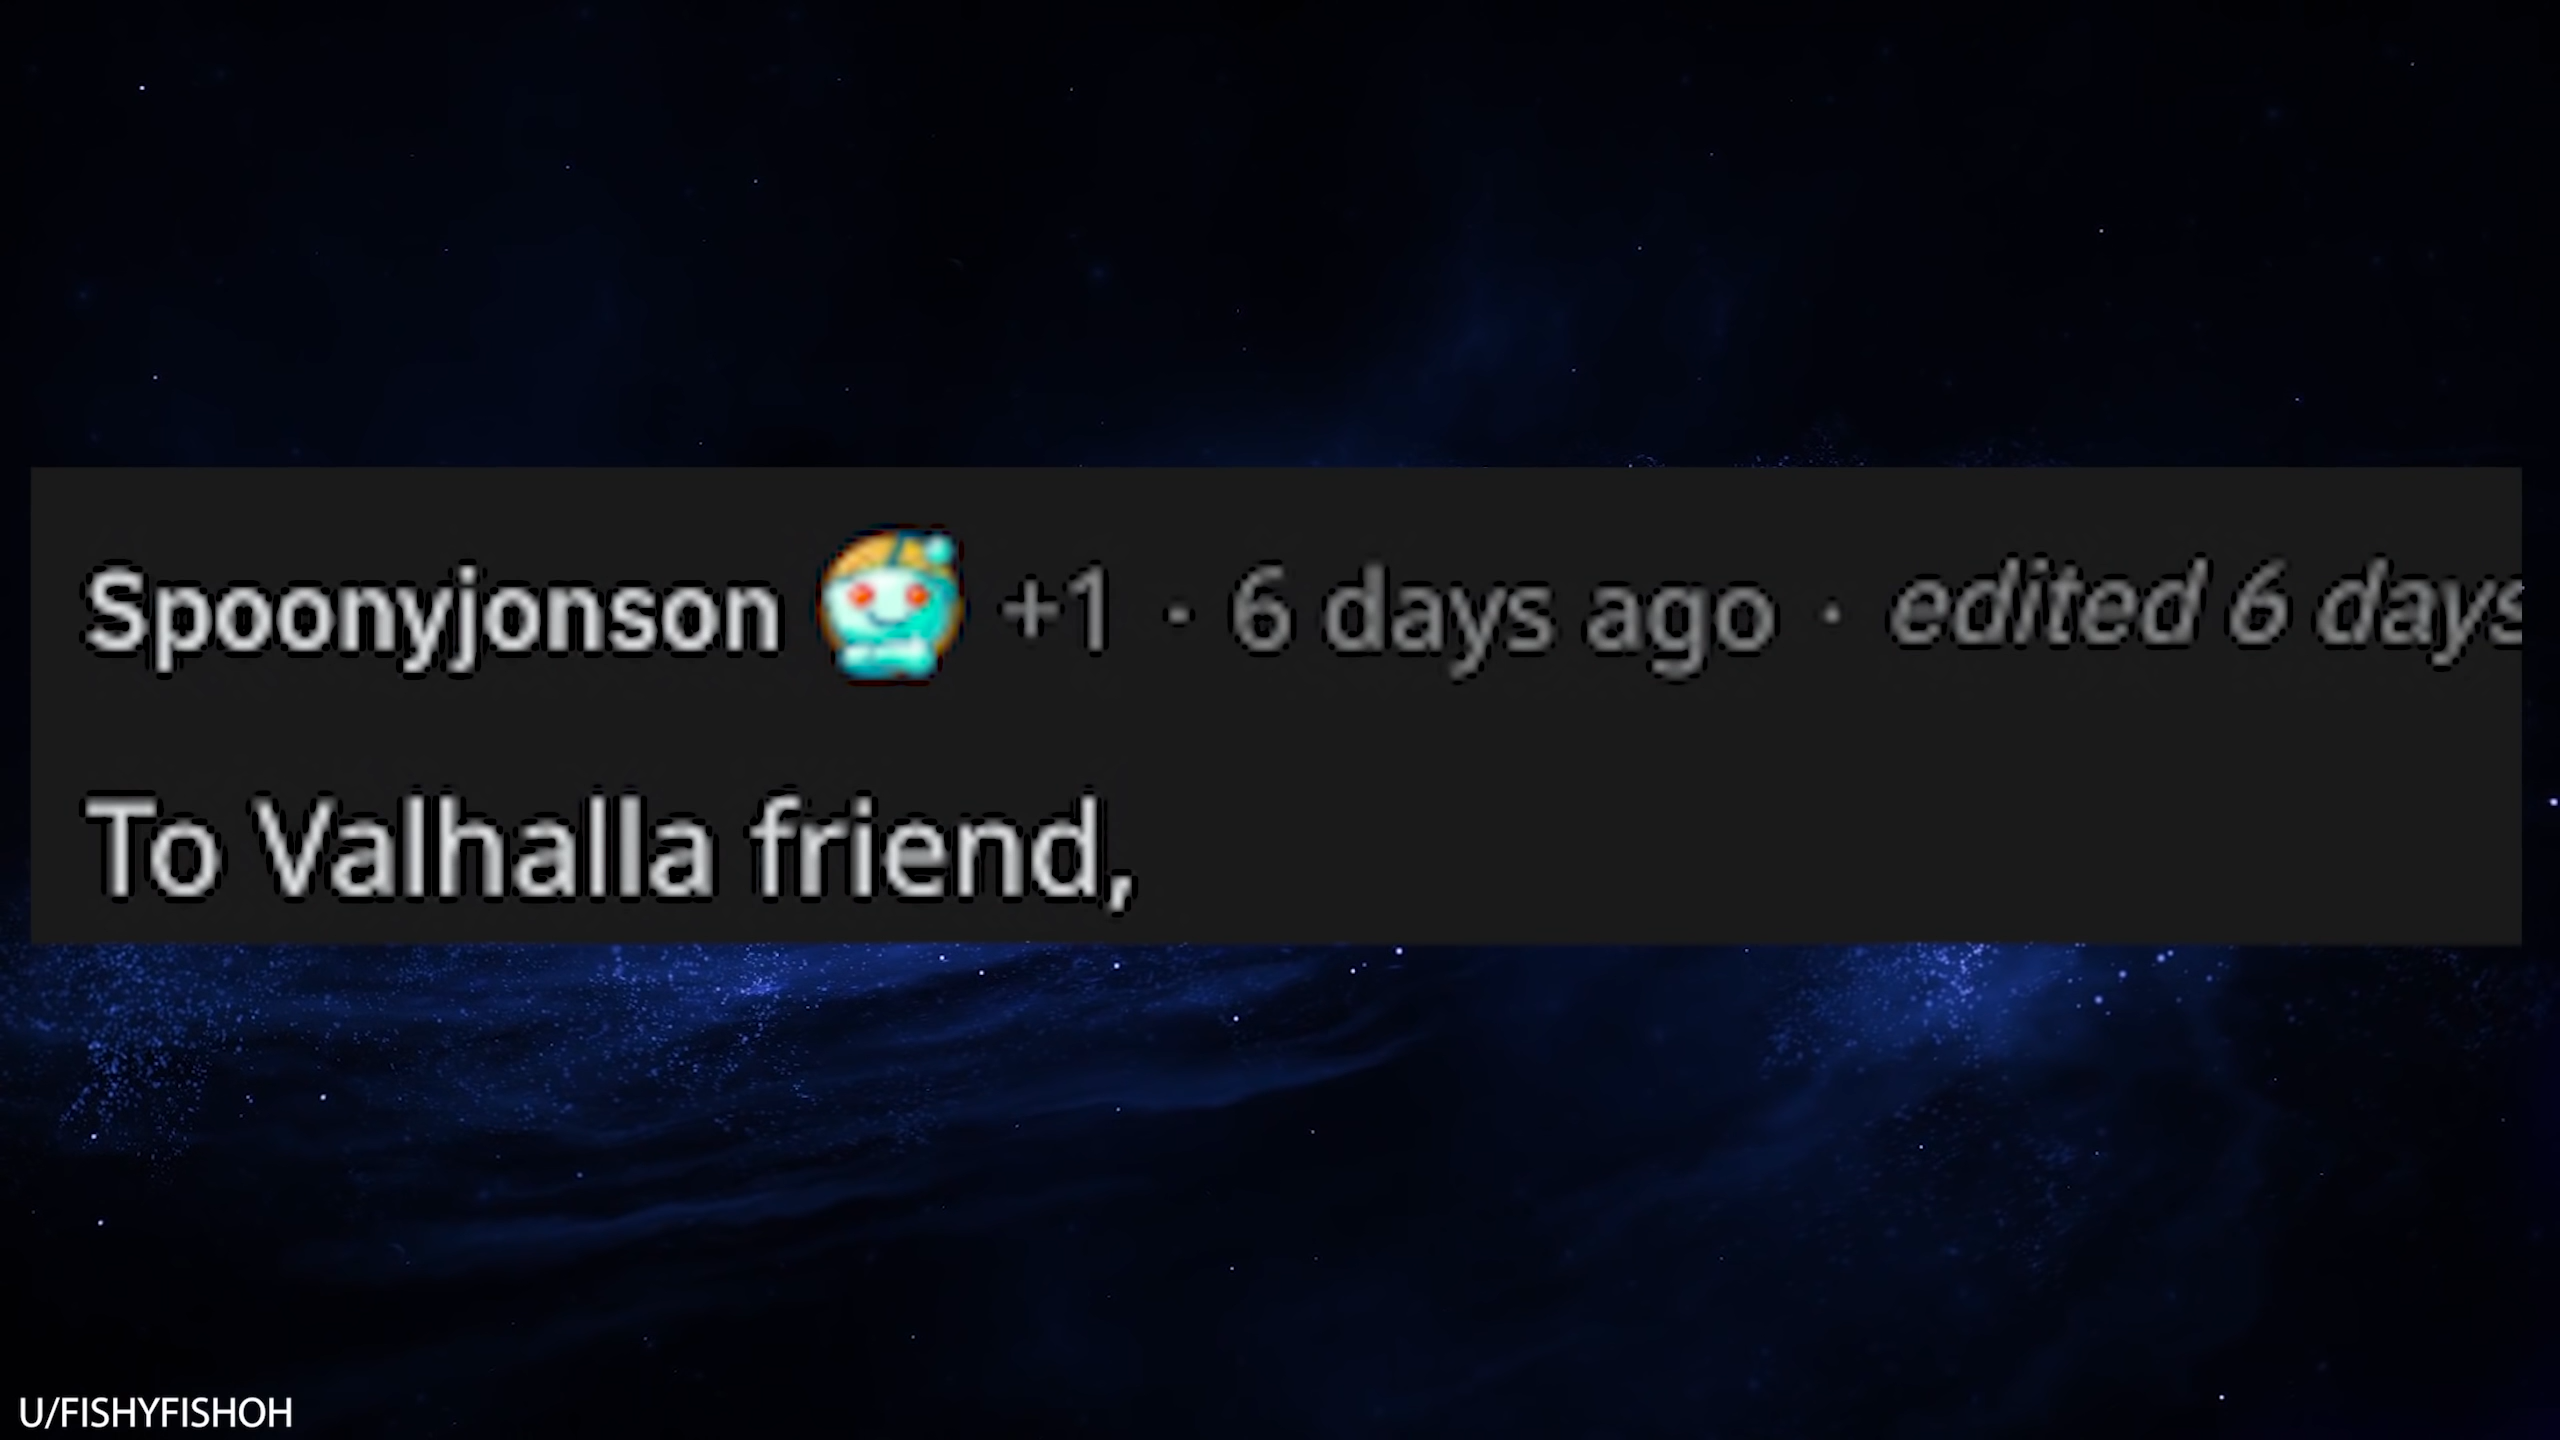 Spoonyjonson +1 · 6 days ago · edited 6 days
To Valhalla friend,
U/FISHYFISHOH